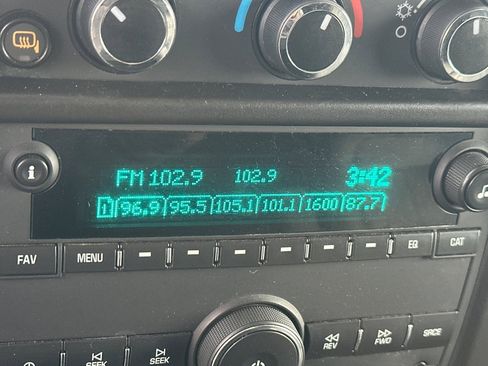 FM 102.9 102.9 3:42
1 96.9 95.5 105.1 101.1 1600 87.7
i
FAV MENU EQ CAT
SEEK SEEK REV FWD SRCE